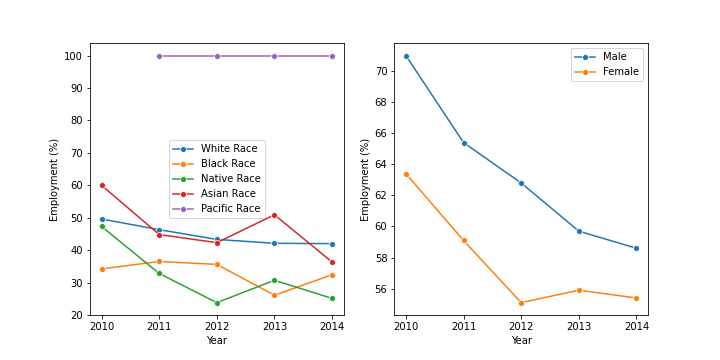 100
90
80
70
60
50
40
30
20
Employment (%)
White Race
Black Race
Native Race
Asian Race
Pacific Race
2010 2011 2012 2013 2014
Year
70
68
66
64
62
60
58
56
Employment (%)
Male
Female
2010 2011 2012 2013 2014
Year